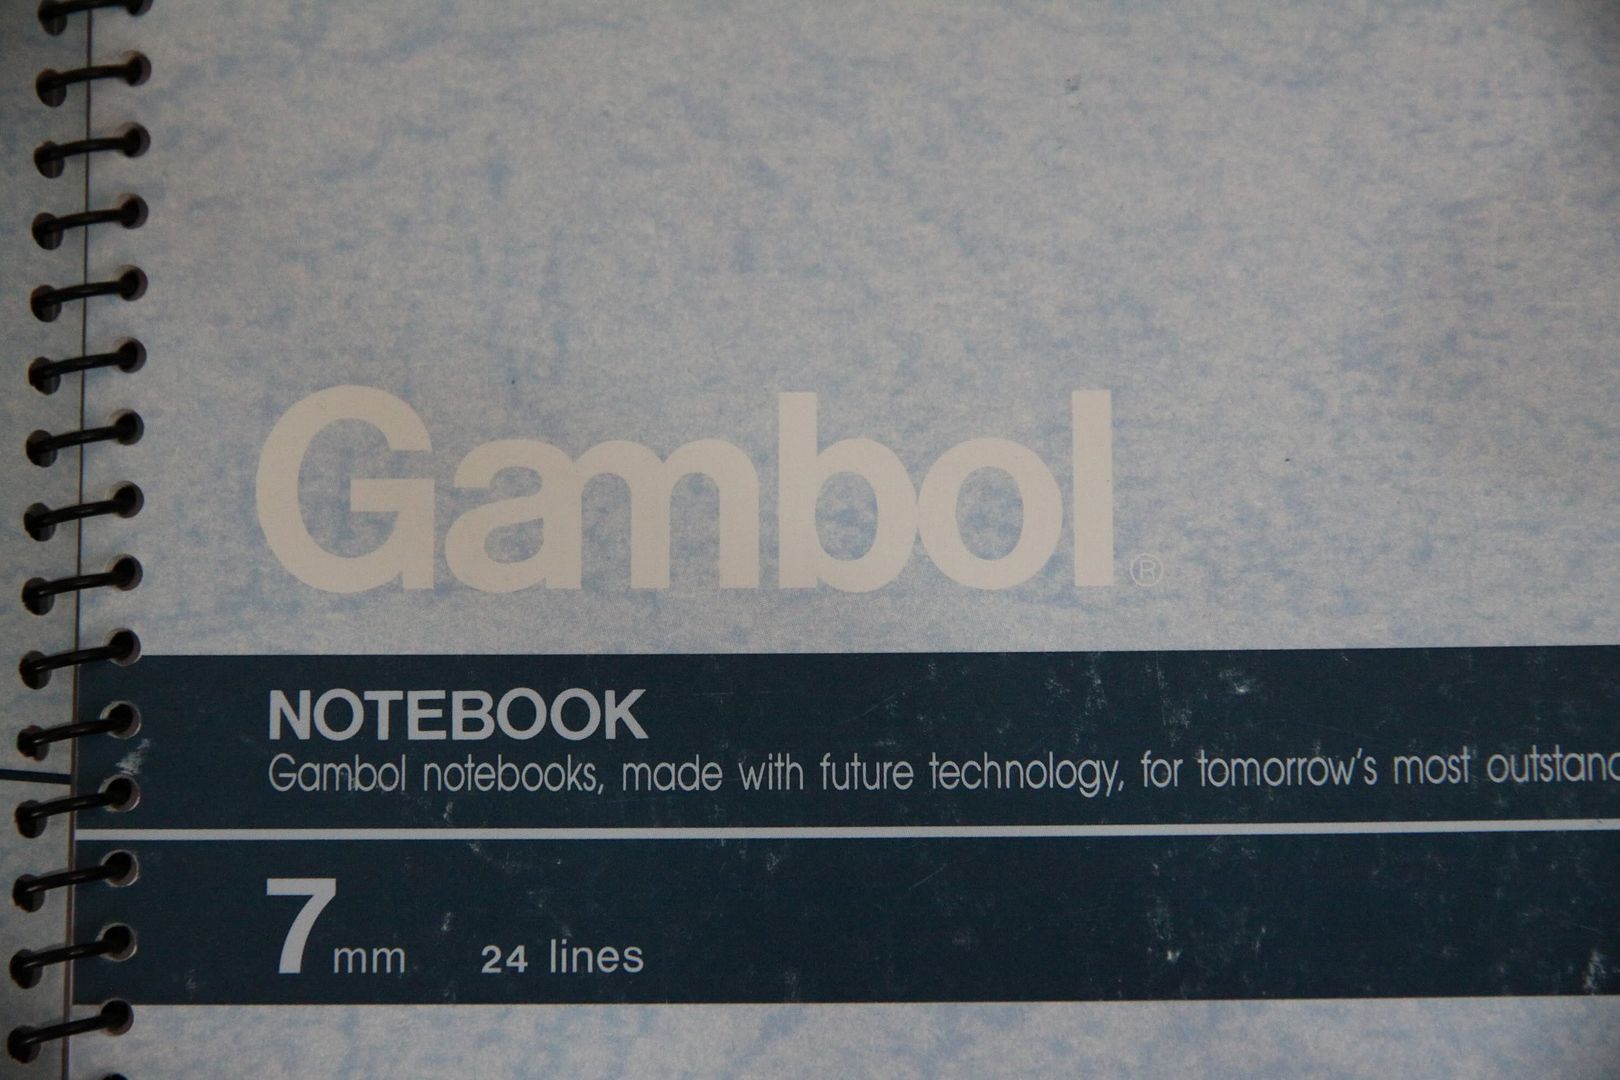 Gambol®
NOTEBOOK
Gambol notebooks, made with future technology, for tomorrow's most
7mm 24 lines